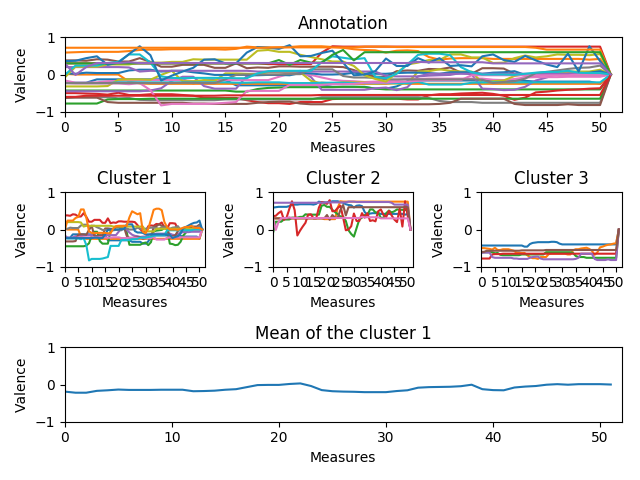 Annotation
Valence
1
0
−1
0 5 10 15 20 25 30 35 40 45 50
Measures
Cluster 1 Cluster 2 Cluster 3
Valence Valence Valence
1 1 1
0 0 0
−1 −1 −1
0 5 10 15 20 25 30 35 40 45 50 0 5 10 15 20 25 30 35 40 45 50 0 5 10 15 20 25 30 35 40 45 50
Measures Measures Measures
Mean of the cluster 1
Valence
1
0
−1
0 10 20 30 40 50
Measures